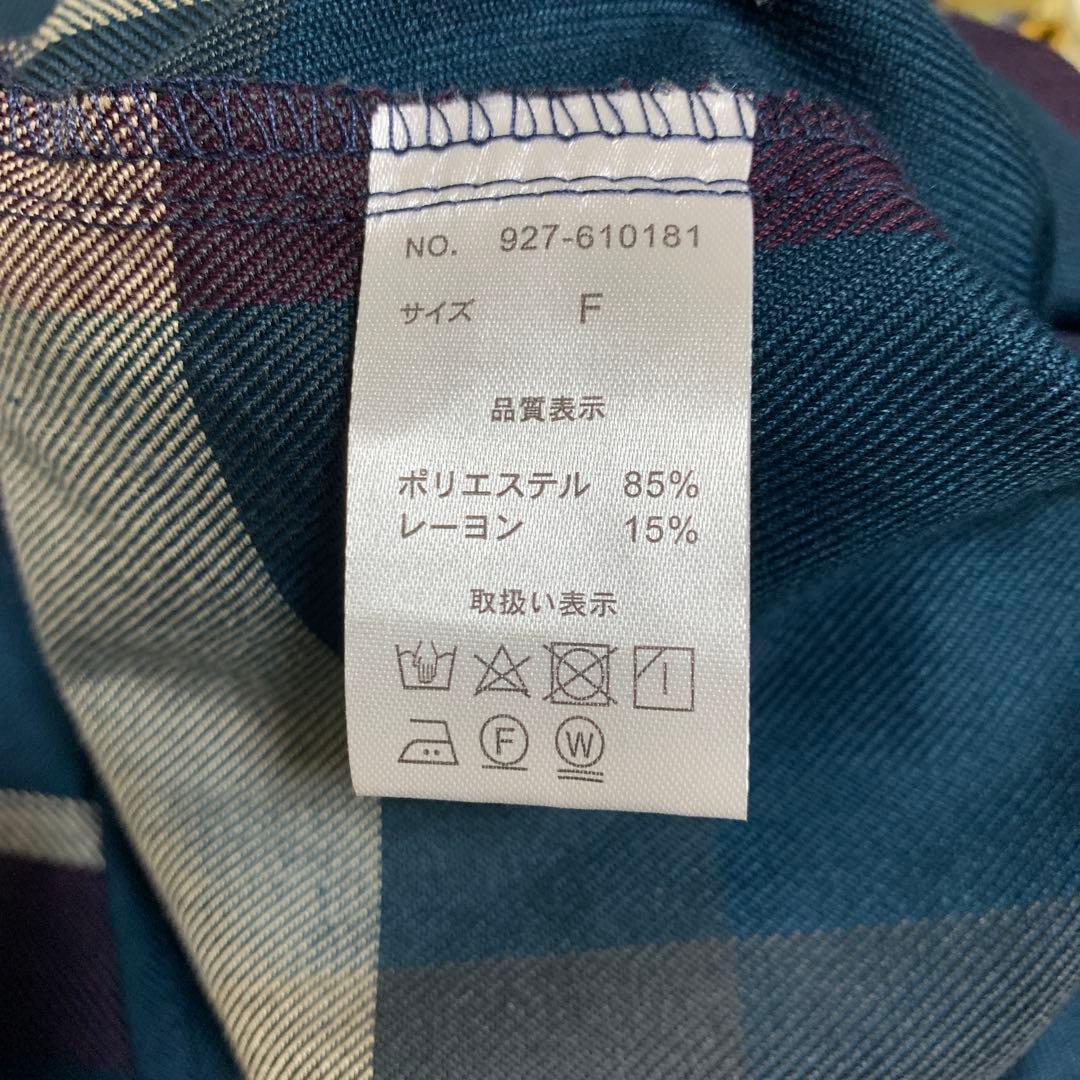 NO. 927-610181
サイズ F
品質表示
ポリエステル 85%
レーヨン 15%
取扱い表示
F W